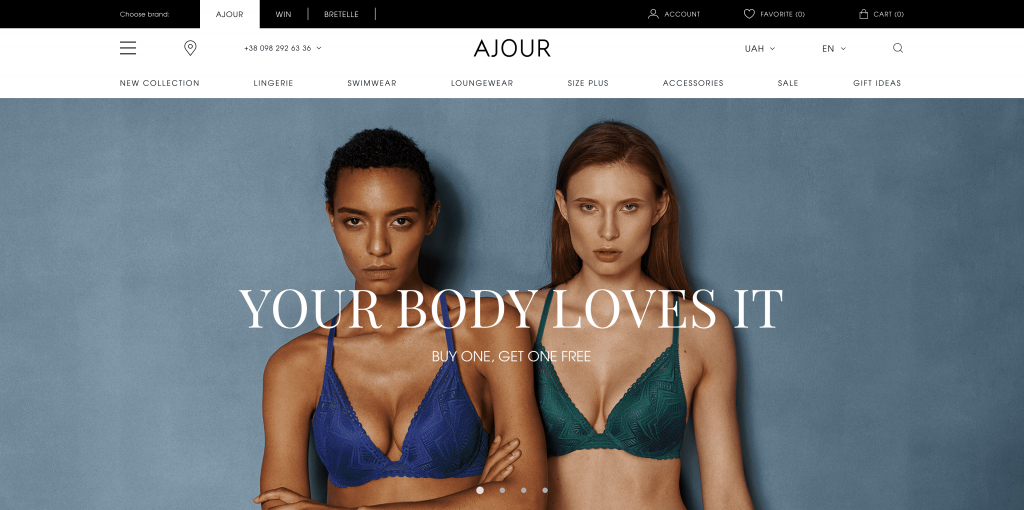 Choose brand:
AJOUR
WIN
BRETELLE
ACCOUNT
FAVORITE (0)
CART (0)
+38 098 292 63 36
AJOUR
UAH
EN
NEW COLLECTION
LINGERIE
SWIMWEAR
LOUNGEWEAR
SIZE PLUS
ACCESSORIES
SALE
GIFT IDEAS
YOUR BODY LOVES IT
BUY ONE, GET ONE FREE